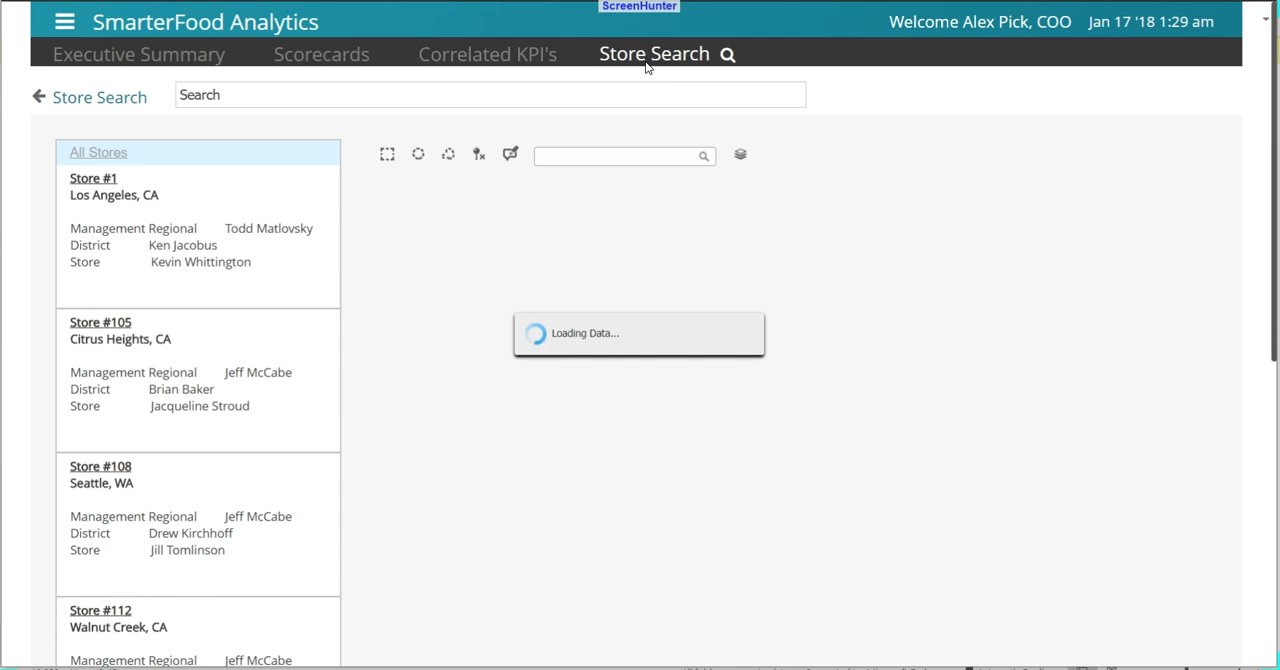 ScreenHunter
SmarterFood Analytics
Welcome Alex Pick, COO Jan 17 '18 1:29 am
Executive Summary Scorecards Correlated KPI's Store Search
Store Search Search
All Stores
Store #1
Los Angeles, CA
Management Regional Todd Matlovsky
District Ken Jacobus
Store Kevin Whittington
Loading Data...
Store #105
Citrus Heights, CA
Management Regional Jeff McCabe
District Brian Baker
Store Jacqueline Stroud
Store #108
Seattle, WA
Management Regional Jeff McCabe
District Drew Kirchhoff
Store Jill Tomlinson
Store #112
Walnut Creek, CA
Management Regional Jeff McCabe